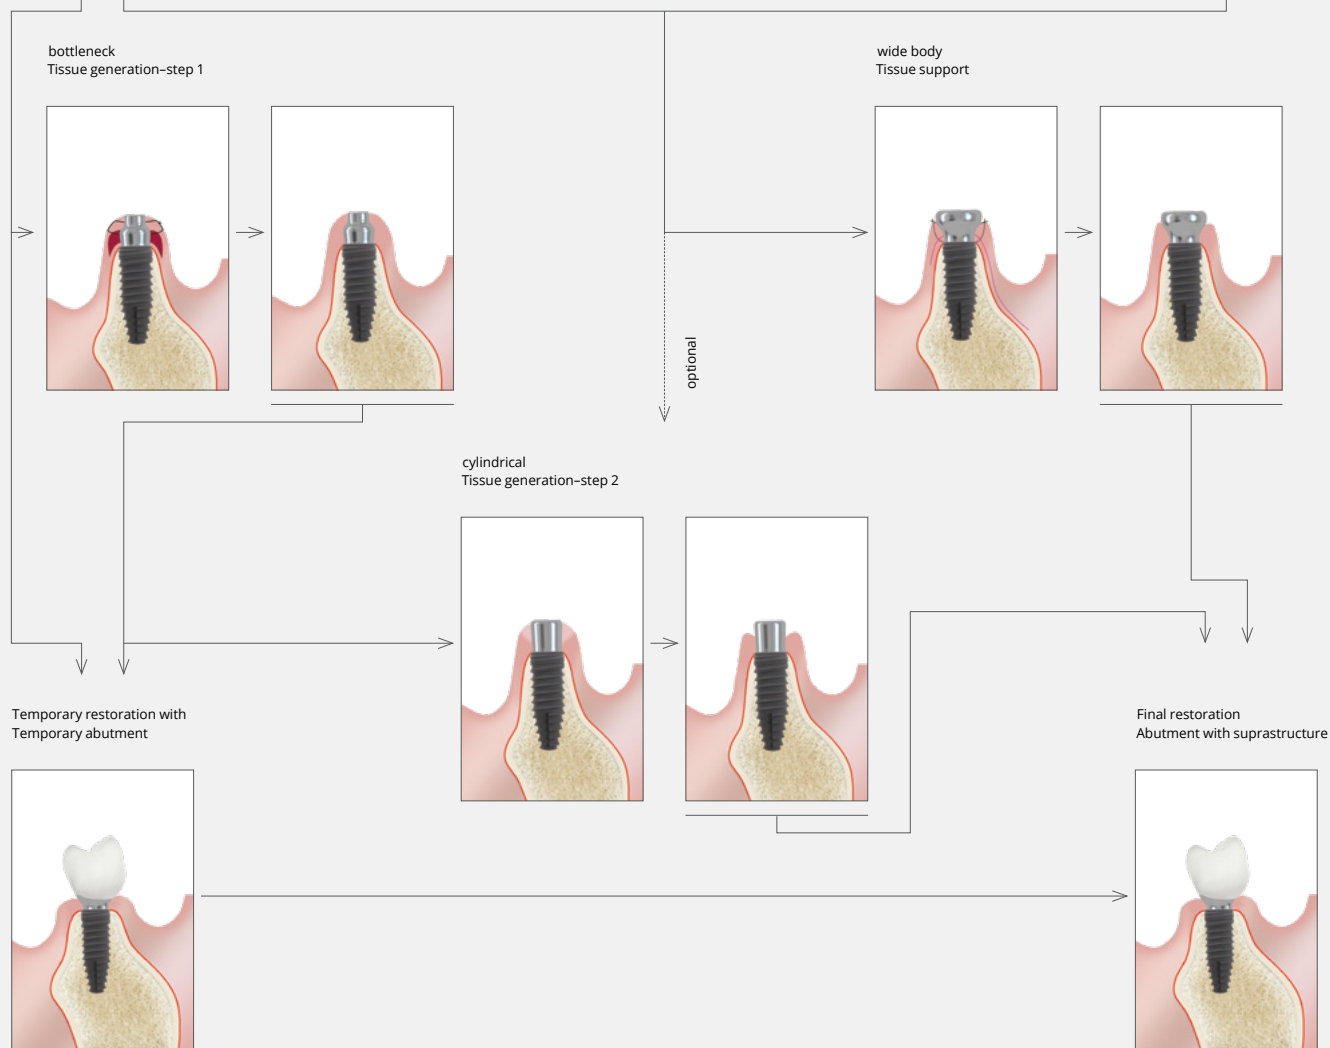 bottleneck
Tissue generation–step 1
wide body
Tissue support
optional
cylindrical
Tissue generation–step 2
Temporary restoration with
Temporary abutment
Final restoration
Abutment with suprastructure